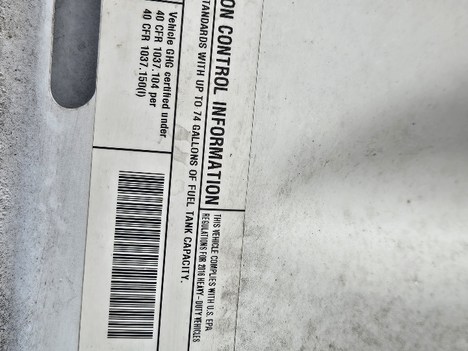 ON CONTROL INFORMATION
THIS VEHICLE COMPLIES WITH U.S. EPA
REGULATIONS FOR 2016 HEAVY - DUTY VEHICLES
STANDARDS WITH UP TO 74 GALLONS OF FUEL TANK CAPACITY.
Vehicle GHG certified under
40 CFR 1037.104 per
40 CFR 1037.150(l)